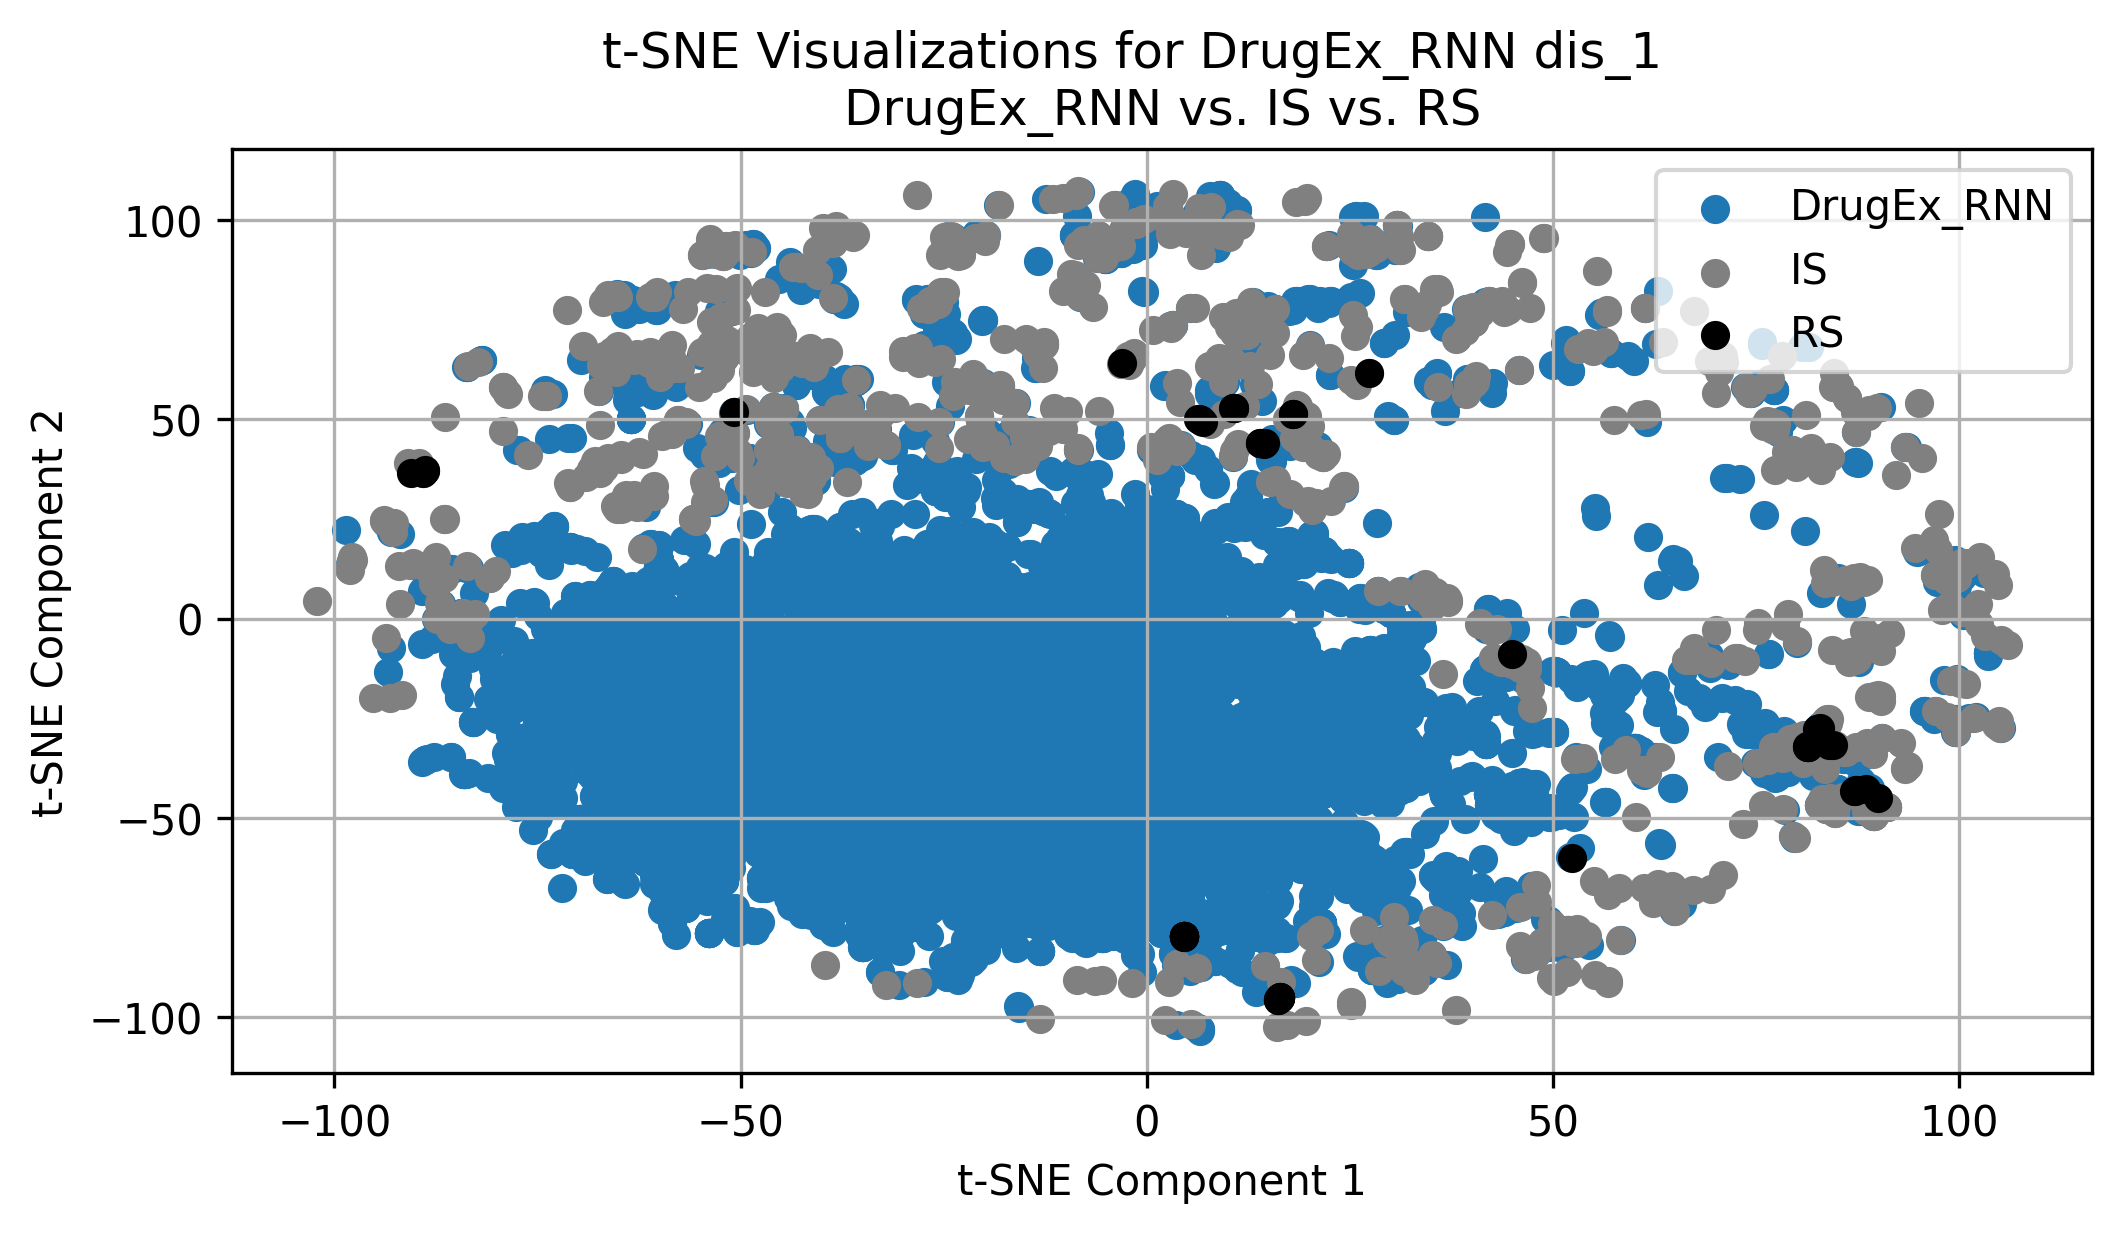 t-SNE Visualizations for DrugEx_RNN dis_1
DrugEx_RNN vs. IS vs. RS
DrugEx_RNN
IS
RS
100
50
0
−50
−100
t-SNE Component 2
−100
−50
0
50
100
t-SNE Component 1